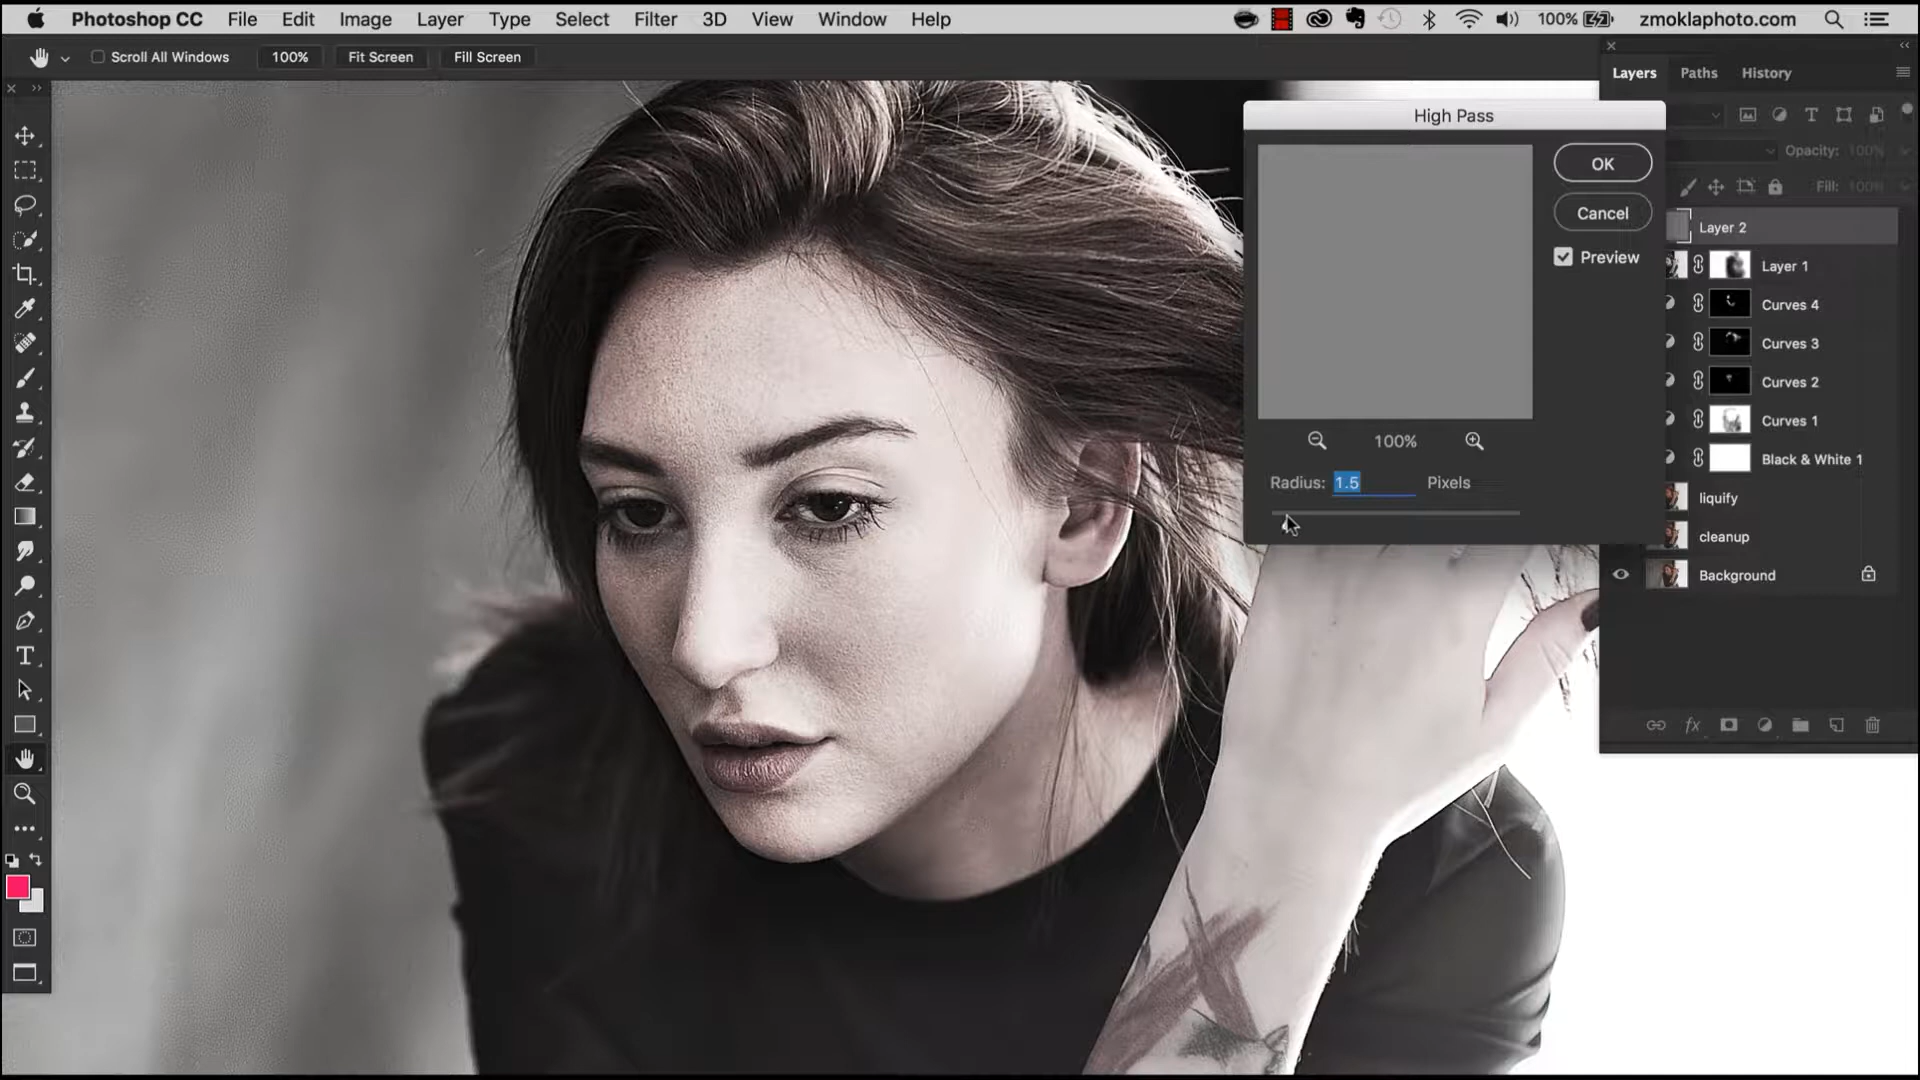 Photoshop CC File Edit Image Layer Type Select Filter 3D View Window Help 100% zmoklaphoto.com
Scroll All Windows 100% Fit Screen Fill Screen
Layers Paths History
High Pass
Opacity: 100%
OK
Fill: 100%
Cancel
Layer 2
Preview
Layer 1
Curves 4
Curves 3
Curves 2
Curves 1
100%
Black & White 1
Radius: 1.5 Pixels
liquify
cleanup
Background
fx